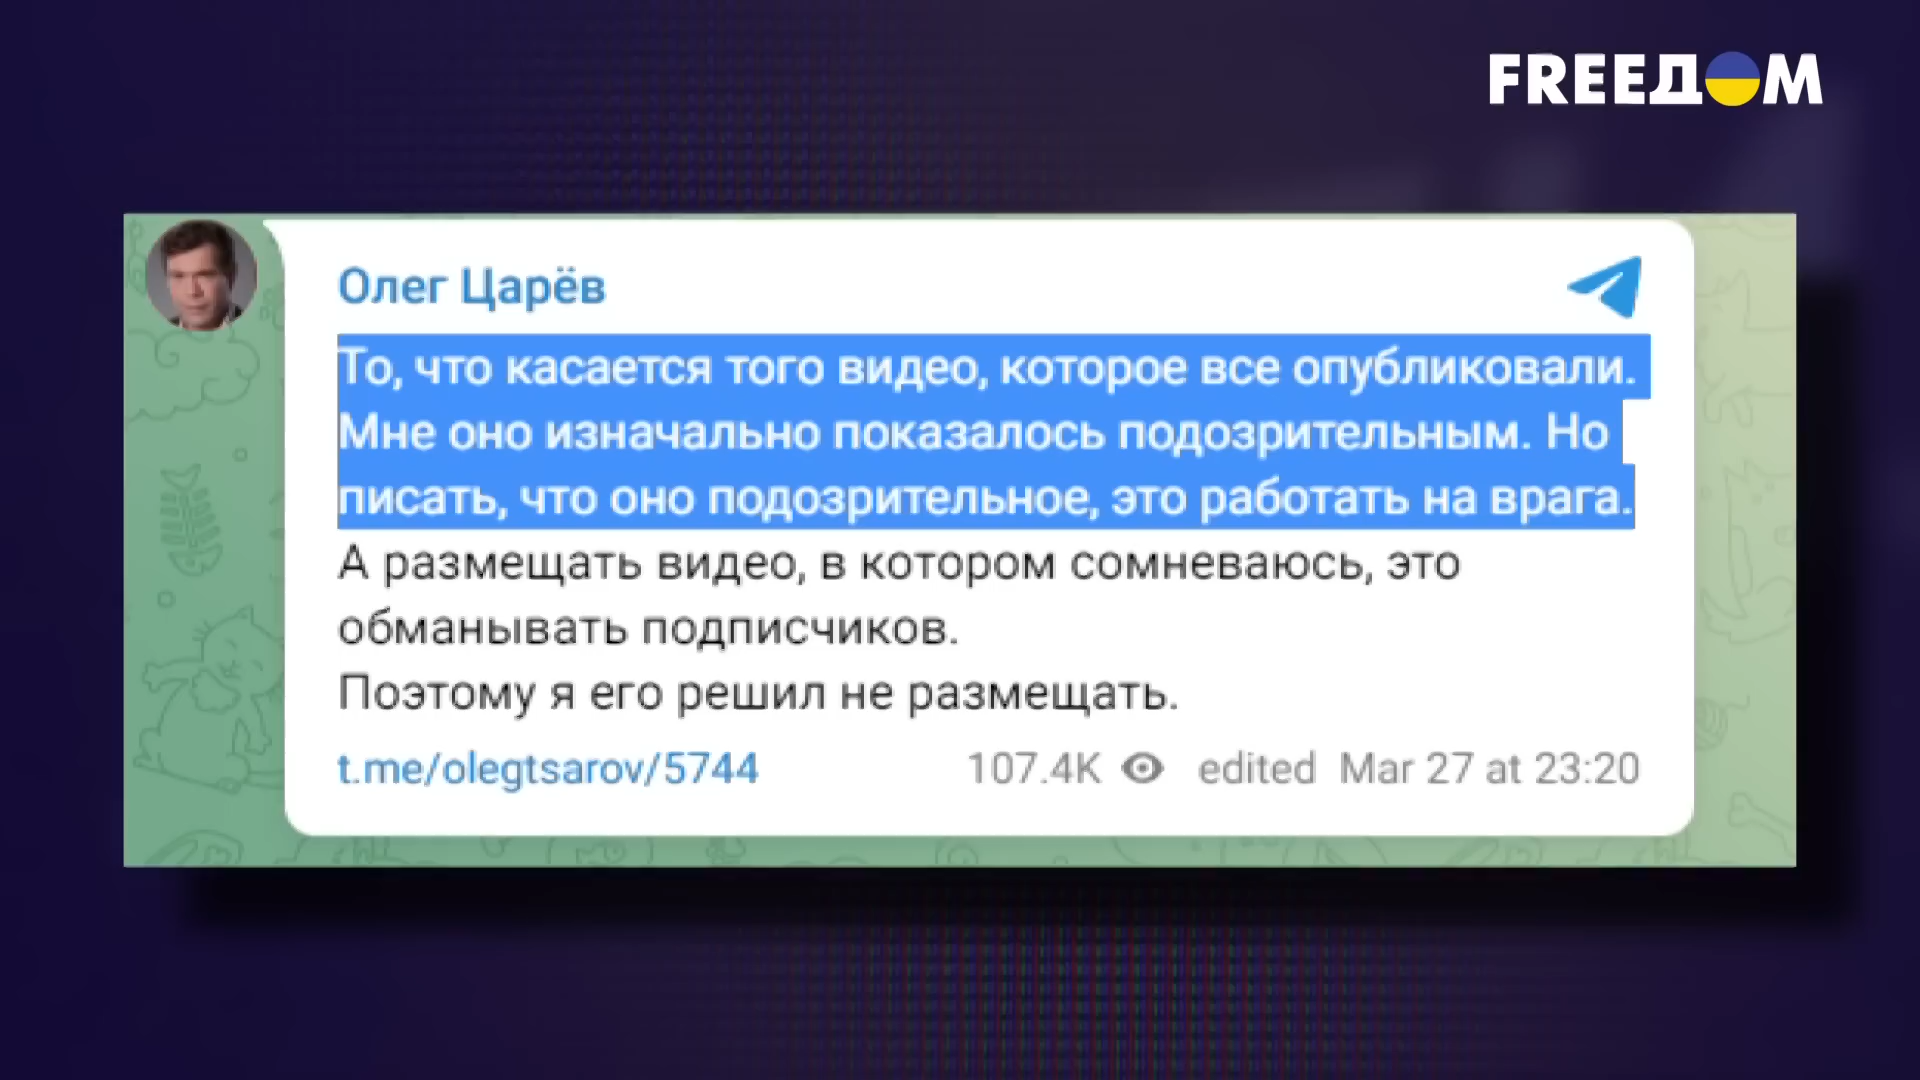 FREEДOM
Олег Царёв
То, что касается того видео, которое все опубликовали.
Мне оно изначально показалось подозрительным. Но
писать, что оно подозрительное, это работать на врага.
А размещать видео, в котором сомневаюсь, это
обманывать подписчиков.
Поэтому я его решил не размещать.
t.me/olegtsarov/5744 107.4K edited Mar 27 at 23:20